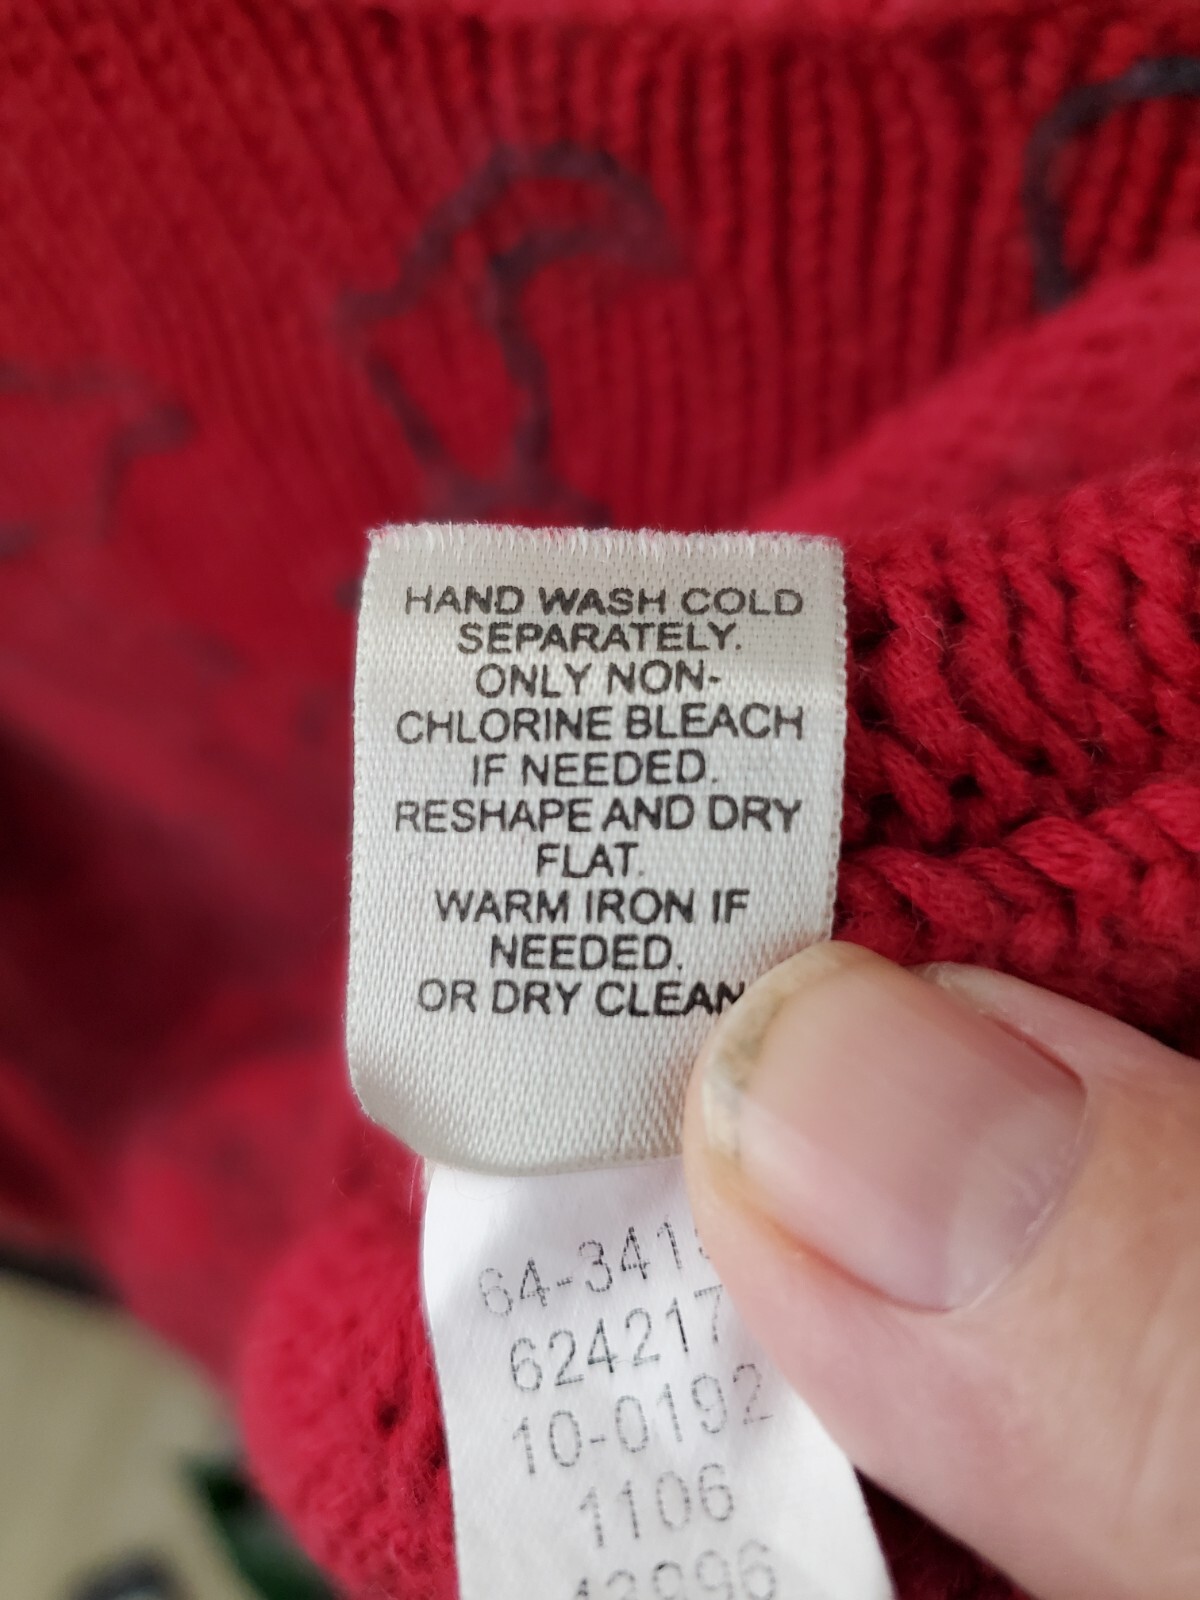 HAND WASH COLD
SEPARATELY.
ONLY NON-
CHLORINE BLEACH
IF NEEDED.
RESHAPE AND DRY
FLAT.
WARM IRON IF
NEEDED.
OR DRY CLEAN
624217
10-0192
1106